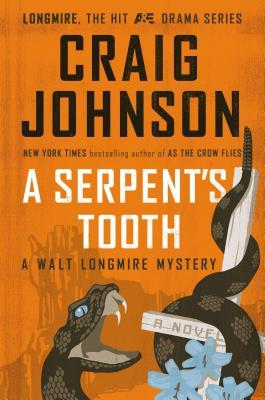 LONGMIRE, THE HIT A&E DRAMA SERIES
CRAIG
JOHNSON
NEW YORK TIMES bestselling author of AS THE CROW FLIES
A SERPENT'S
TOOTH
A WALT LONGMIRE MYSTERY
A NOVEL